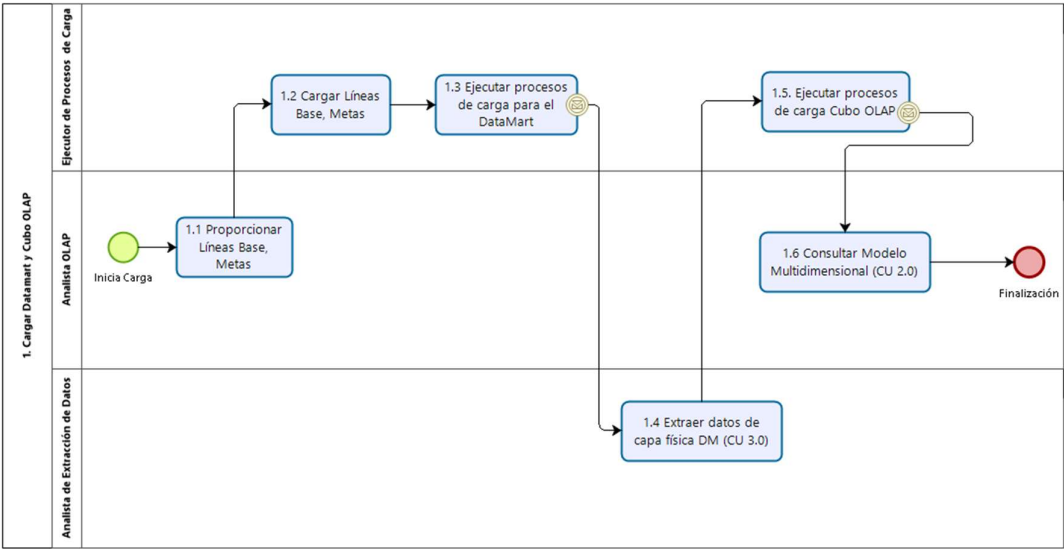 1. Cargar Datamart y Cubo OLAP
Ejecutor de Procesos de Carga
1.2 Cargar Líneas
Base, Metas
1.3 Ejecutar procesos
de carga para el
DataMart
1.5. Ejecutar procesos
de carga Cubo OLAP
Analista OLAP
Inicia Carga
1.1 Proporcionar
Líneas Base,
Metas
1.6 Consultar Modelo
Multidimensional (CU 2.0)
Finalización
Analista de Extracción de Datos
1.4 Extraer datos de
capa física DM (CU 3.0)